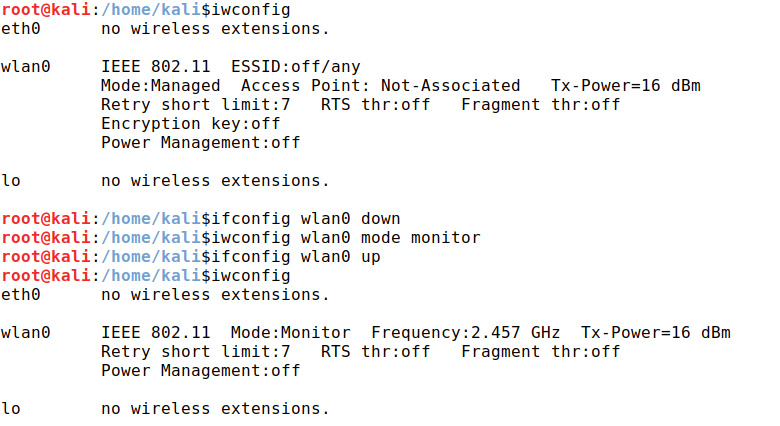 root@kali:/home/kali$iwconfig
eth0      no wireless extensions.

wlan0     IEEE 802.11  ESSID:off/any
          Mode:Managed  Access Point: Not-Associated   Tx-Power=16 dBm
          Retry short limit:7   RTS thr:off   Fragment thr:off
          Encryption key:off
          Power Management:off

lo        no wireless extensions.

root@kali:/home/kali$ifconfig wlan0 down
root@kali:/home/kali$iwconfig wlan0 mode monitor
root@kali:/home/kali$ifconfig wlan0 up
root@kali:/home/kali$iwconfig
eth0      no wireless extensions.

wlan0     IEEE 802.11  Mode:Monitor  Frequency:2.457 GHz  Tx-Power=16 dBm
          Retry short limit:7   RTS thr:off   Fragment thr:off
          Power Management:off

lo        no wireless extensions.